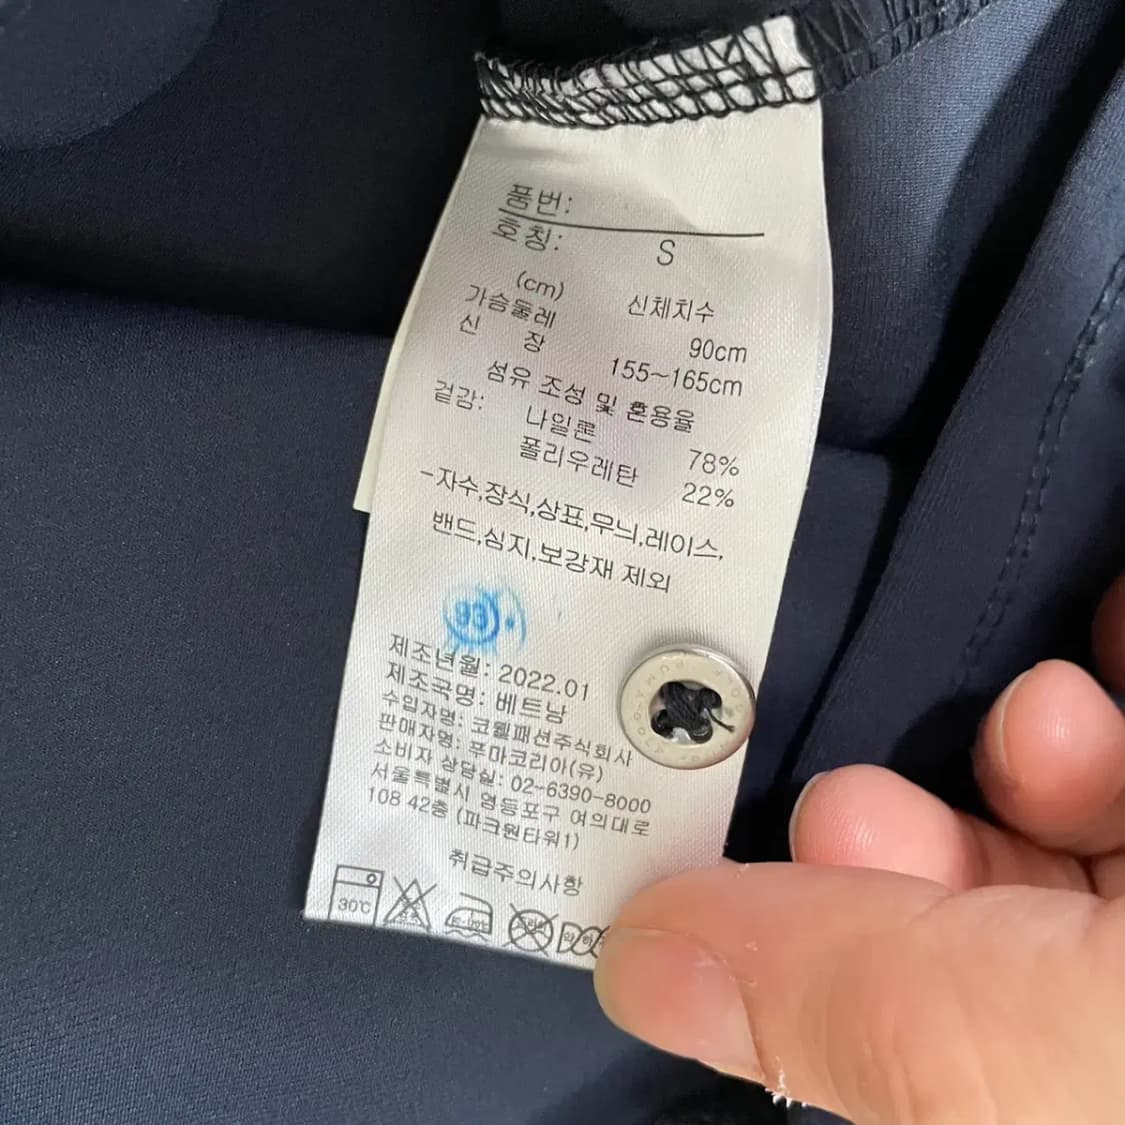 품번:
호칭: S
(cm) 신체치수
가슴둘레 90cm
신 장 155~165cm
섬유 조성 및 혼용율
겉감: 나일론 78%
폴리우레탄 22%
-자수,장식,상표,무늬,레이스,
밴드,심지,보강재 제외
제조년월: 2022.01
제조국명: 베트남
수입자명: 코웰패션주식회사
판매자명: 푸마코리아(유)
소비자 상담실: 02-6390-8000
서울특별시 영등포구 여의대로
108 42층 (파크원타워1)
취급주의사항
30℃